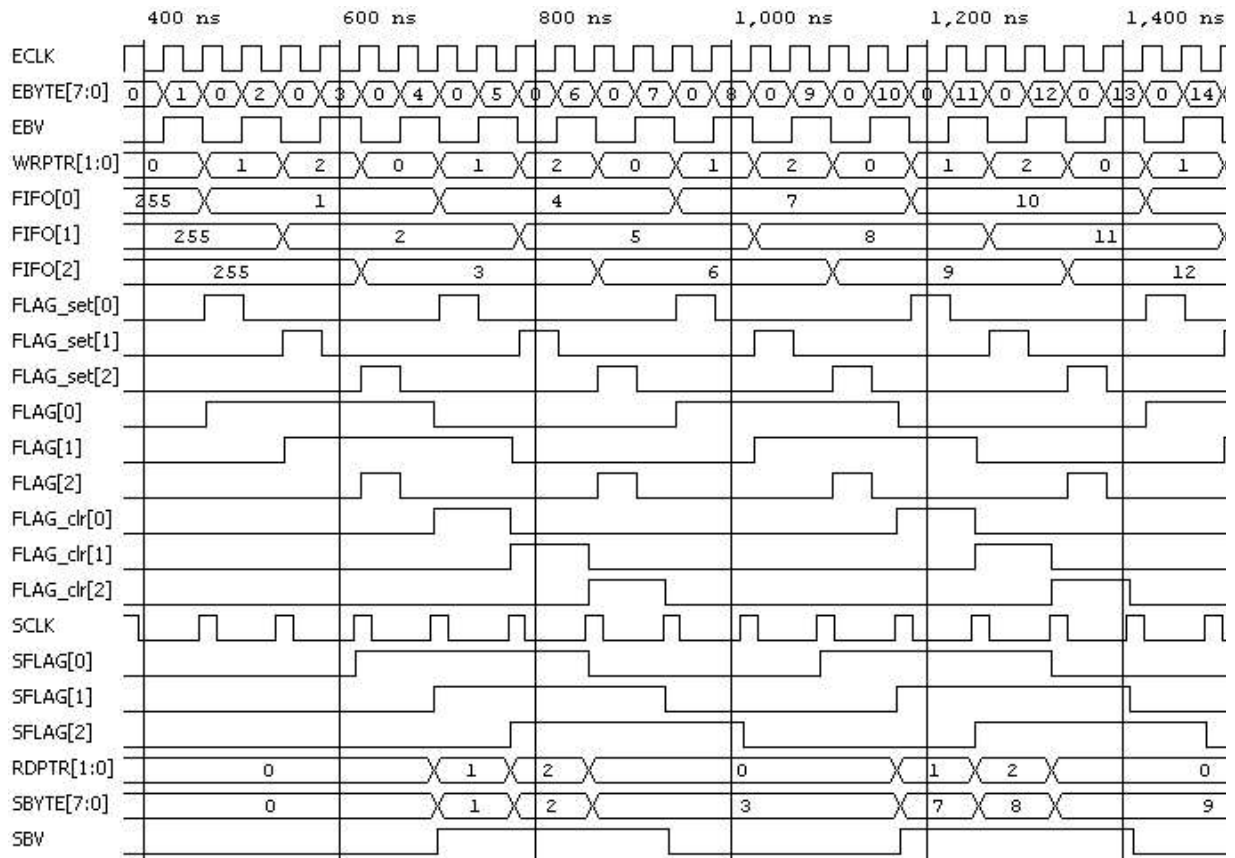 400 ns 600 ns 800 ns 1,000 ns 1,200 ns 1,400 ns
ECLK
EBYTE[7:0] 0 1 0 2 0 3 0 4 0 5 0 6 0 7 0 8 0 9 0 10 0 11 0 12 0 13 0 14
EBV
WRPTR[1:0] 0 1 2 0 1 2 0 1 2 0 1 2 0 1
FIFO[0] 255 1 4 7 10
FIFO[1] 255 2 5 8 11
FIFO[2] 255 3 6 9 12
FLAG_set[0]
FLAG_set[1]
FLAG_set[2]
FLAG[0]
FLAG[1]
FLAG[2]
FLAG_clr[0]
FLAG_clr[1]
FLAG_clr[2]
SCLK
SFLAG[0]
SFLAG[1]
SFLAG[2]
RDPTR[1:0] 0 1 2 0 1 2 0
SBYTE[7:0] 0 1 2 3 7 8 9
SBV